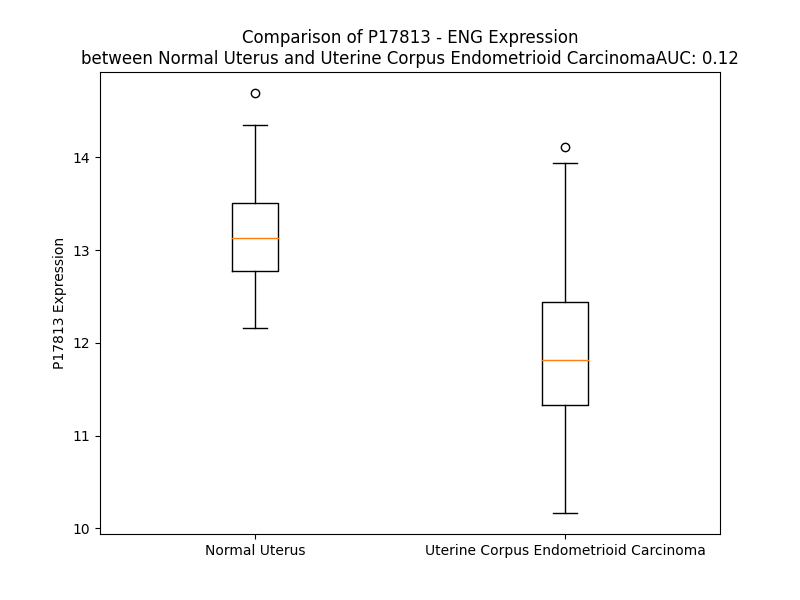 Comparison of P17813 - ENG Expression
between Normal Uterus and Uterine Corpus Endometrioid CarcinomaAUC: 0.12
14
13
12
11
10
P17813 Expression
Normal Uterus
Uterine Corpus Endometrioid Carcinoma